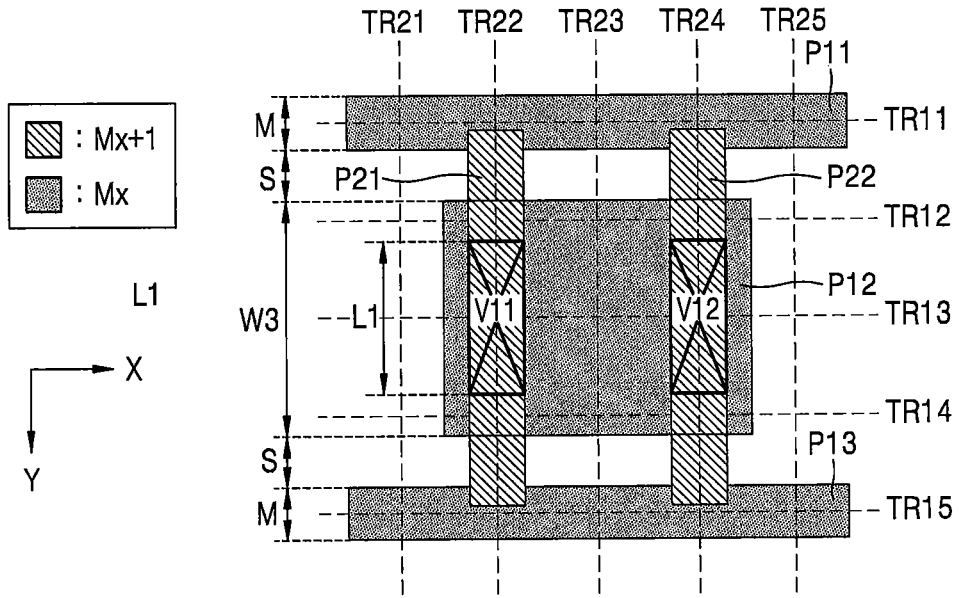 TR21 TR22 TR23 TR24 TR25
P11
: Mx+1
: Mx
M
TR11
S
P21
P22
TR12
L1
W3
L1
V11
V12
P12
TR13
X
TR14
Y
S
P13
M
TR15